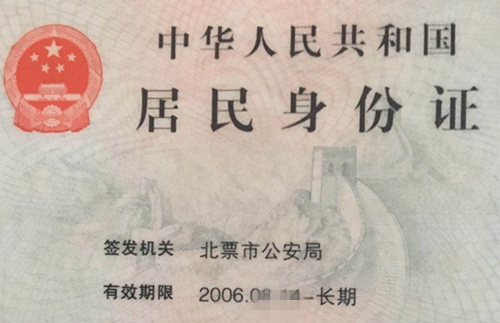 中华人民共和国
居民身份证
签发机关 北票市公安局
有效期限 2006.-长期